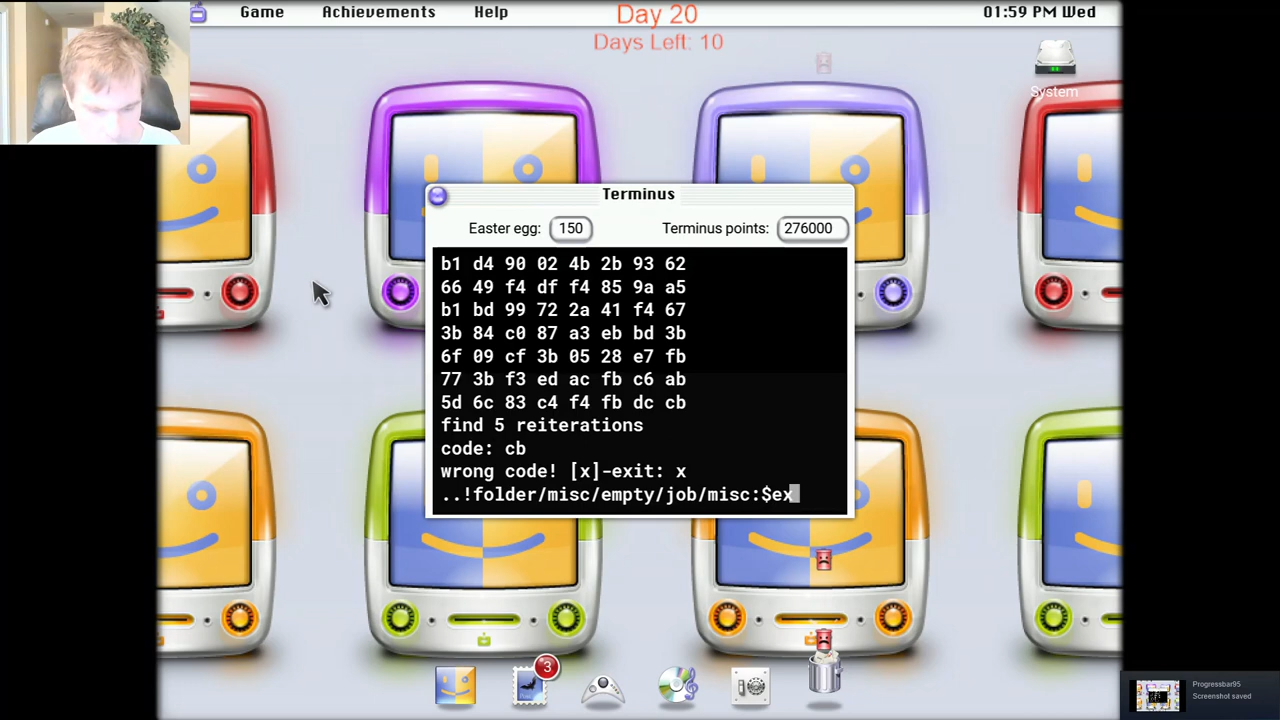 Game Achievements Help Day 20 01:59 PM Wed
Days Left: 10
System
Terminus
Easter egg: 150 Terminus points: 276000
b1 d4 90 02 4b 2b 93 62
66 49 f4 df f4 85 9a a5
b1 bd 99 72 2a 41 f4 67
3b 84 c0 87 a3 eb bd 3b
6f 09 cf 3b 05 28 e7 fb
77 3b f3 ed ac fb c6 ab
5d 6c 83 c4 f4 fb dc cb
find 5 reiterations
code: cb
wrong code! [x]-exit: x
..!folder/misc/empty/job/misc:$ex
3
Progressbar95
Screenshot saved